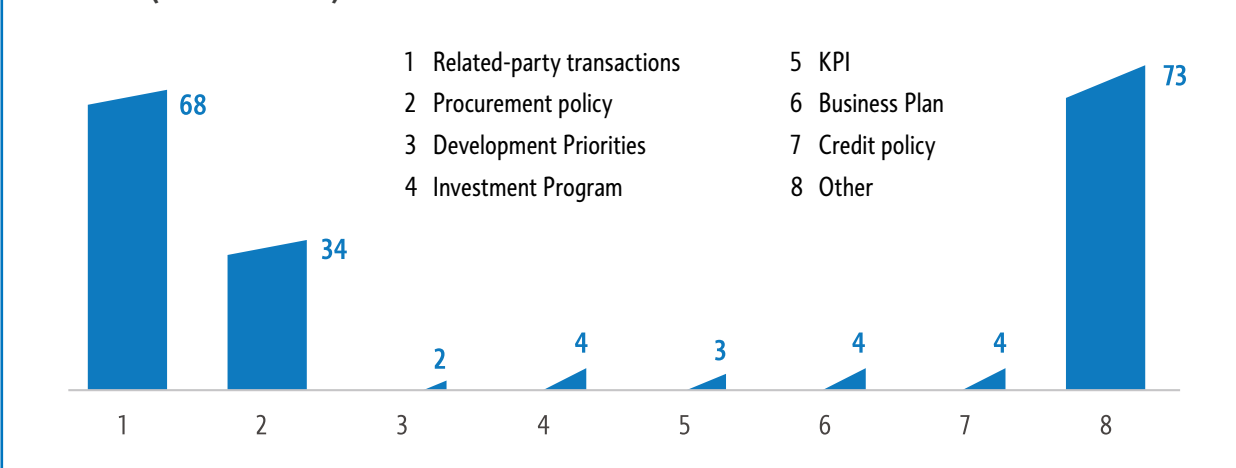 1 Related-party transactions
2 Procurement policy
3 Development Priorities
4 Investment Program
5 KPI
6 Business Plan
7 Credit policy
8 Other
68
34
2
4
3
4
4
73
1 2 3 4 5 6 7 8